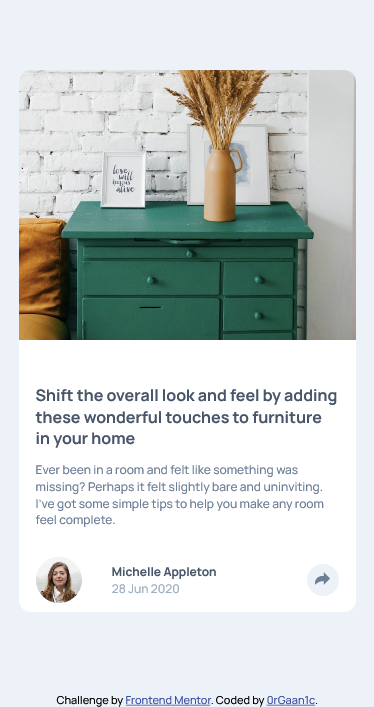 love
will
keep us
alive
Shift the overall look and feel by adding
these wonderful touches to furniture
in your home
Ever been in a room and felt like something was
missing? Perhaps it felt slightly bare and uninviting.
I've got some simple tips to help you make any room
feel complete.
Michelle Appleton
28 Jun 2020
Challenge by Frontend Mentor. Coded by 0rGaan1c.